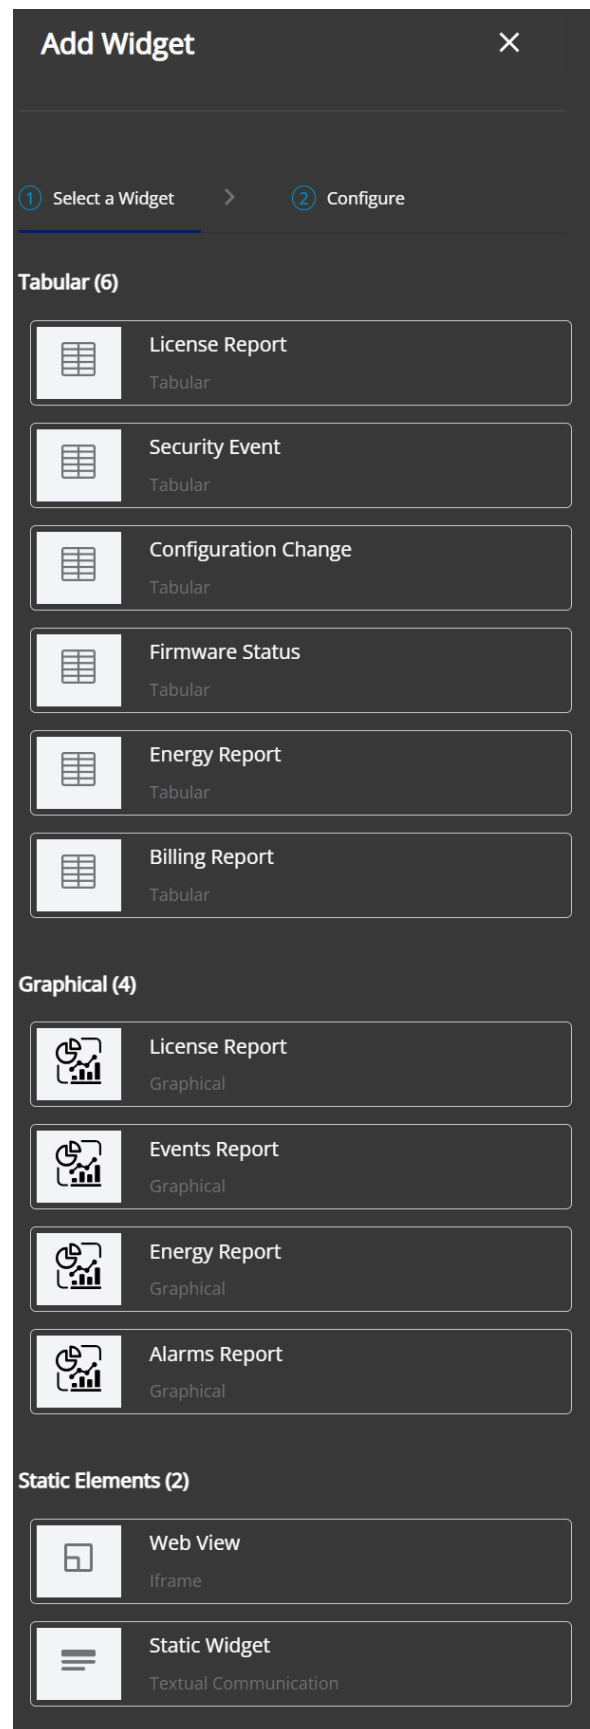 Add Widget
1 Select a Widget 2 Configure
Tabular (6)
License Report
Tabular
Security Event
Tabular
Configuration Change
Tabular
Firmware Status
Tabular
Energy Report
Tabular
Billing Report
Tabular
Graphical (4)
License Report
Graphical
Events Report
Graphical
Energy Report
Graphical
Alarms Report
Graphical
Static Elements (2)
Web View
Iframe
Static Widget
Textual Communication